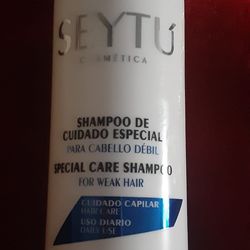 SEYTÚ
COSMÉTICA
SHAMPOO DE
CUIDADO ESPECIAL
PARA CABELLO DÉBIL
SPECIAL CARE SHAMPOO
FOR WEAK HAIR
CUIDADO CAPILAR
HAIR CARE
USO DIARIO
DAILY USE